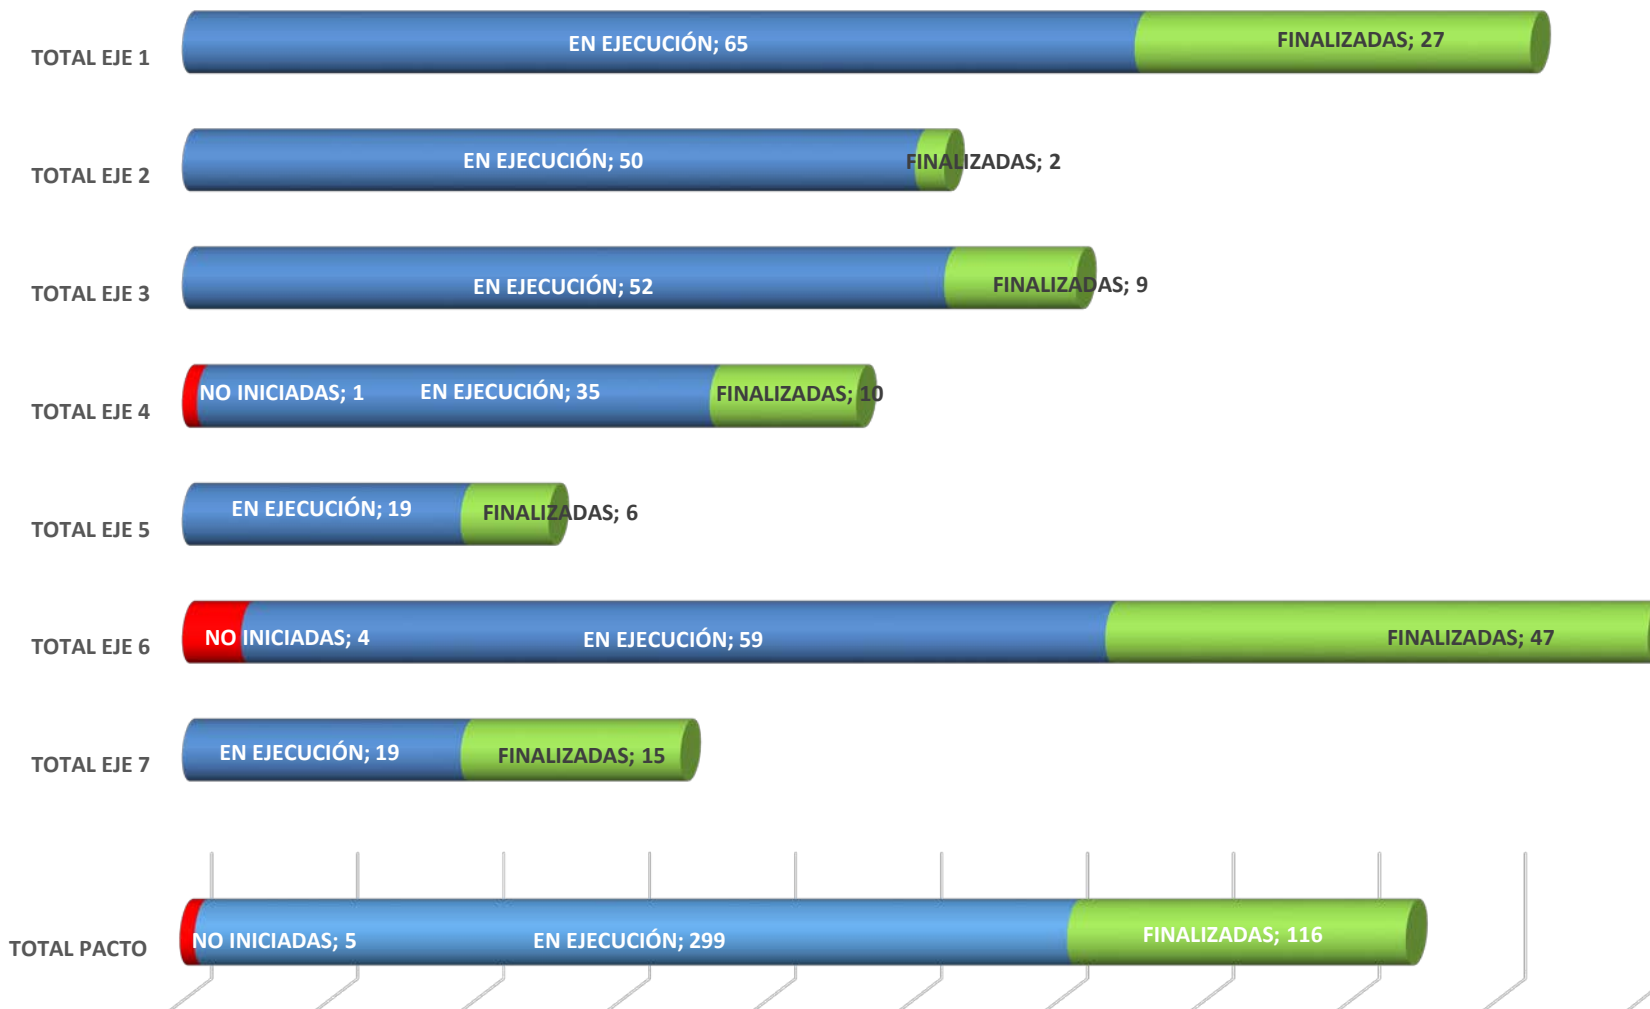 TOTAL EJE 1 EN EJECUCIÓN; 65 FINALIZADAS; 27
TOTAL EJE 2 EN EJECUCIÓN; 50 FINALIZADAS; 2
TOTAL EJE 3 EN EJECUCIÓN; 52 FINALIZADAS; 9
TOTAL EJE 4 NO INICIADAS; 1 EN EJECUCIÓN; 35 FINALIZADAS; 10
TOTAL EJE 5 EN EJECUCIÓN; 19 FINALIZADAS; 6
TOTAL EJE 6 NO INICIADAS; 4 EN EJECUCIÓN; 59 FINALIZADAS; 47
TOTAL EJE 7 EN EJECUCIÓN; 19 FINALIZADAS; 15
TOTAL PACTO NO INICIADAS; 5 EN EJECUCIÓN; 299 FINALIZADAS; 116